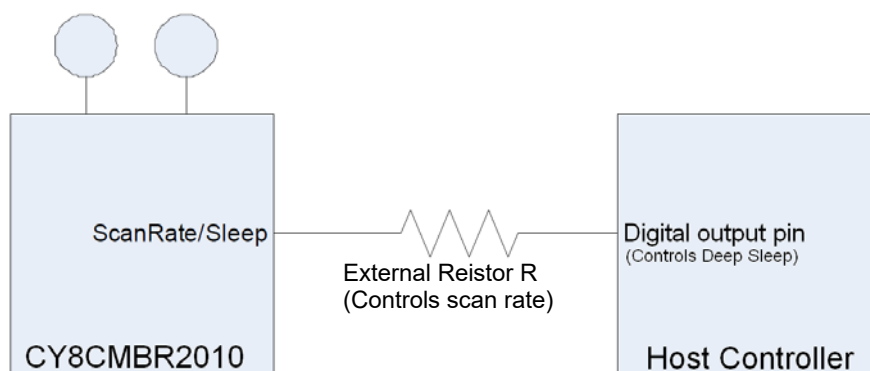 ScanRate/Sleep
Digital output pin
(Controls Deep Sleep)
External Reistor R
(Controls scan rate)
CY8CMBR2010
Host Controller